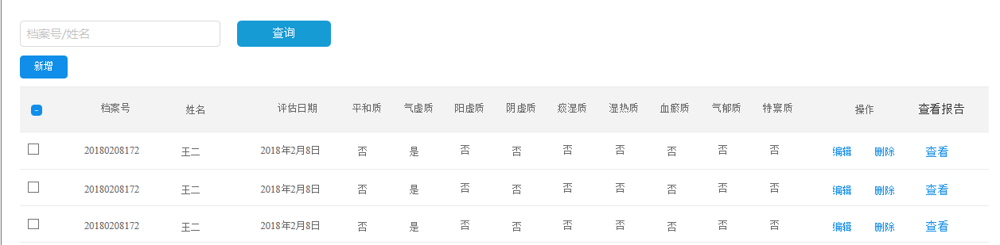 档案号/姓名 查询
新增
档案号 姓名 评估日期 平和质 气虚质 阳虚质 阴虚质 痰湿质 湿热质 血瘀质 气郁质 特禀质 操作 查看报告
20180208172 王二 2018年2月8日 否 是 否 否 否 否 否 否 否 编辑 删除 查看
20180208172 王二 2018年2月8日 否 是 否 否 否 否 否 否 否 编辑 删除 查看
20180208172 王二 2018年2月8日 否 是 否 否 否 否 否 否 否 编辑 删除 查看